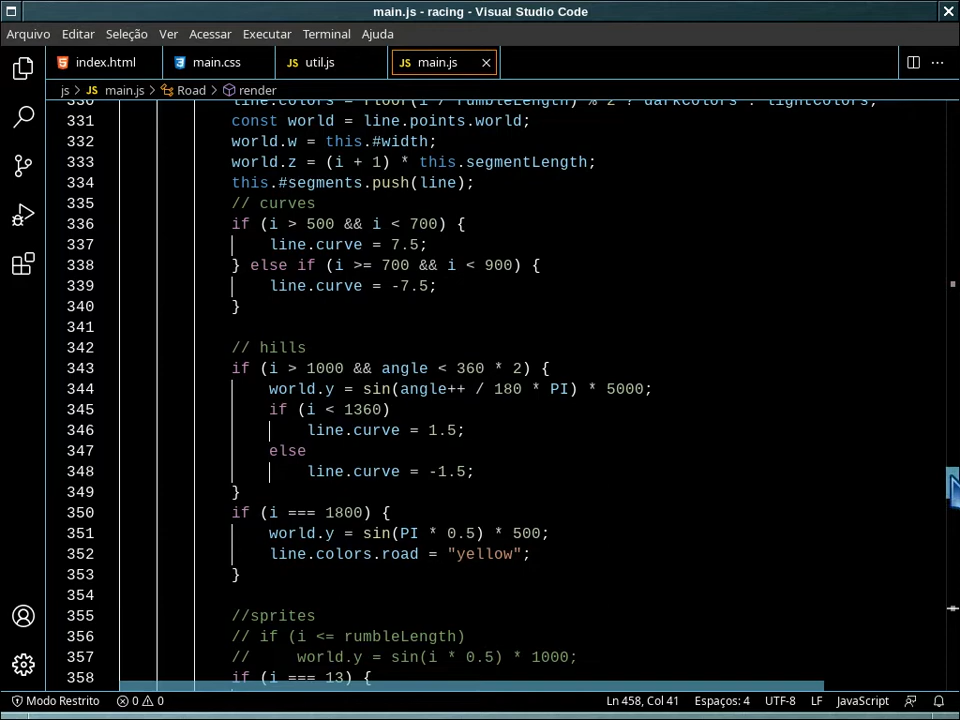 main.js - racing - Visual Studio Code
Arquivo Editar Seleção Ver Acessar Executar Terminal Ajuda
index.html main.css JS util.js JS main.js
js JS main.js Road render
330 line.colors = floor(i / rumbleLength) % 2 ? darkColors : lightColors;
331 const world = line.points.world;
332 world.w = this.#width;
333 world.z = (i + 1) * this.segmentLength;
334 this.#segments.push(line);
335 // curves
336 if (i > 500 && i < 700) {
337 line.curve = 7.5;
338 } else if (i >= 700 && i < 900) {
339 line.curve = -7.5;
340 }
341
342 // hills
343 if (i > 1000 && angle < 360 * 2) {
344 world.y = sin(angle++ / 180 * PI) * 5000;
345 if (i < 1360)
346 line.curve = 1.5;
347 else
348 line.curve = -1.5;
349 }
350 if (i === 1800) {
351 world.y = sin(PI * 0.5) * 500;
352 line.colors.road = "yellow";
353 }
354
355 //sprites
356 // if (i <= rumbleLength)
357 //     world.y = sin(i * 0.5) * 1000;
358 if (i === 13) {
Modo Restrito 0 0 Ln 458, Col 41 Espaços: 4 UTF-8 LF JavaScript